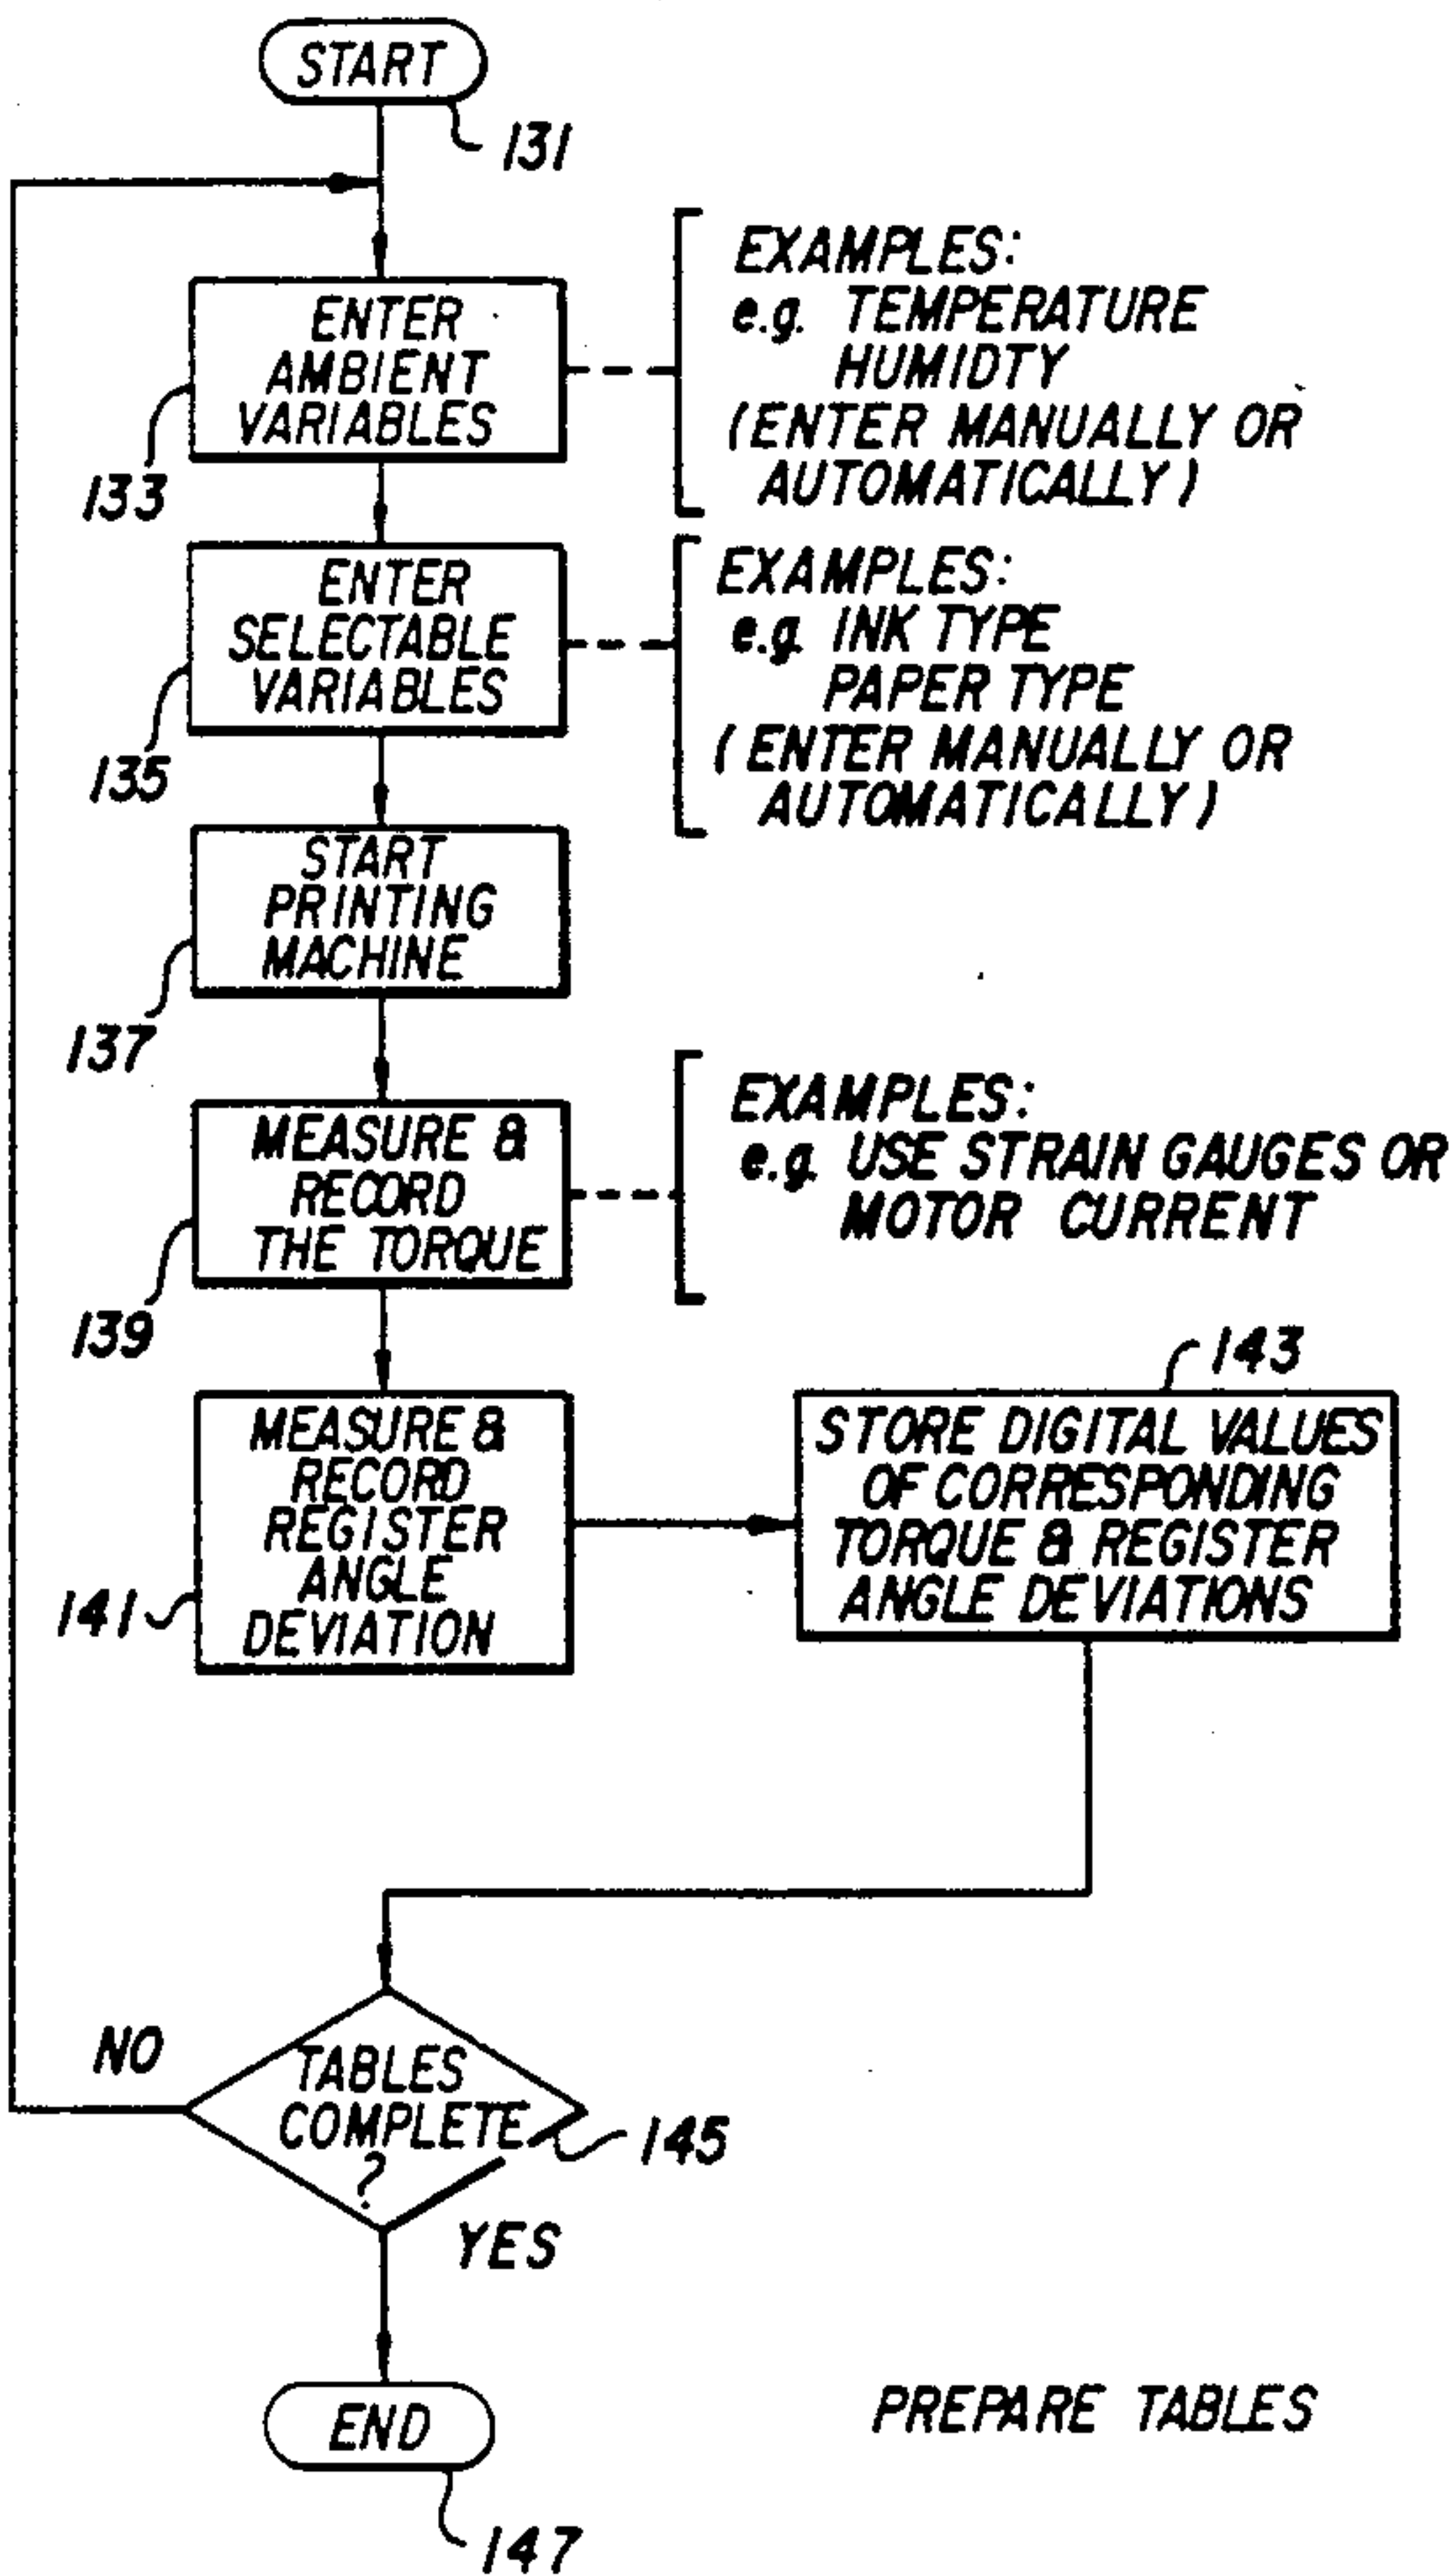 START
131
ENTER
AMBIENT
VARIABLES
133
EXAMPLES:
e.g. TEMPERATURE
HUMIDTY
(ENTER MANUALLY OR
AUTOMATICALLY)
ENTER
SELECTABLE
VARIABLES
135
EXAMPLES:
e.g. INK TYPE
PAPER TYPE
(ENTER MANUALLY OR
AUTOMATICALLY)
START
PRINTING
MACHINE
137
MEASURE &
RECORD
THE TORQUE
139
EXAMPLES:
e.g. USE STRAIN GAUGES OR
MOTOR CURRENT
MEASURE &
RECORD
REGISTER
ANGLE
DEVIATION
141
143
STORE DIGITAL VALUES
OF CORRESPONDING
TORQUE & REGISTER
ANGLE DEVIATIONS
NO
TABLES
COMPLETE
?
145
YES
END
147
PREPARE TABLES